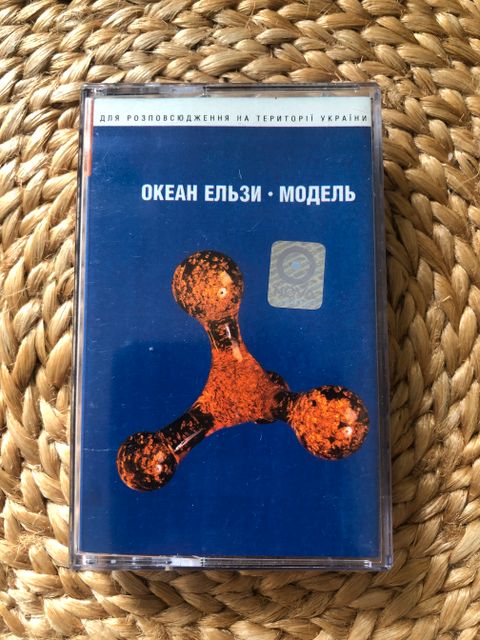 ДЛЯ РОЗПОВСЮДЖЕННЯ НА ТЕРИТОРІЇ УКРАЇНИ
ОКЕАН ЕЛЬЗИ • МОДЕЛЬ